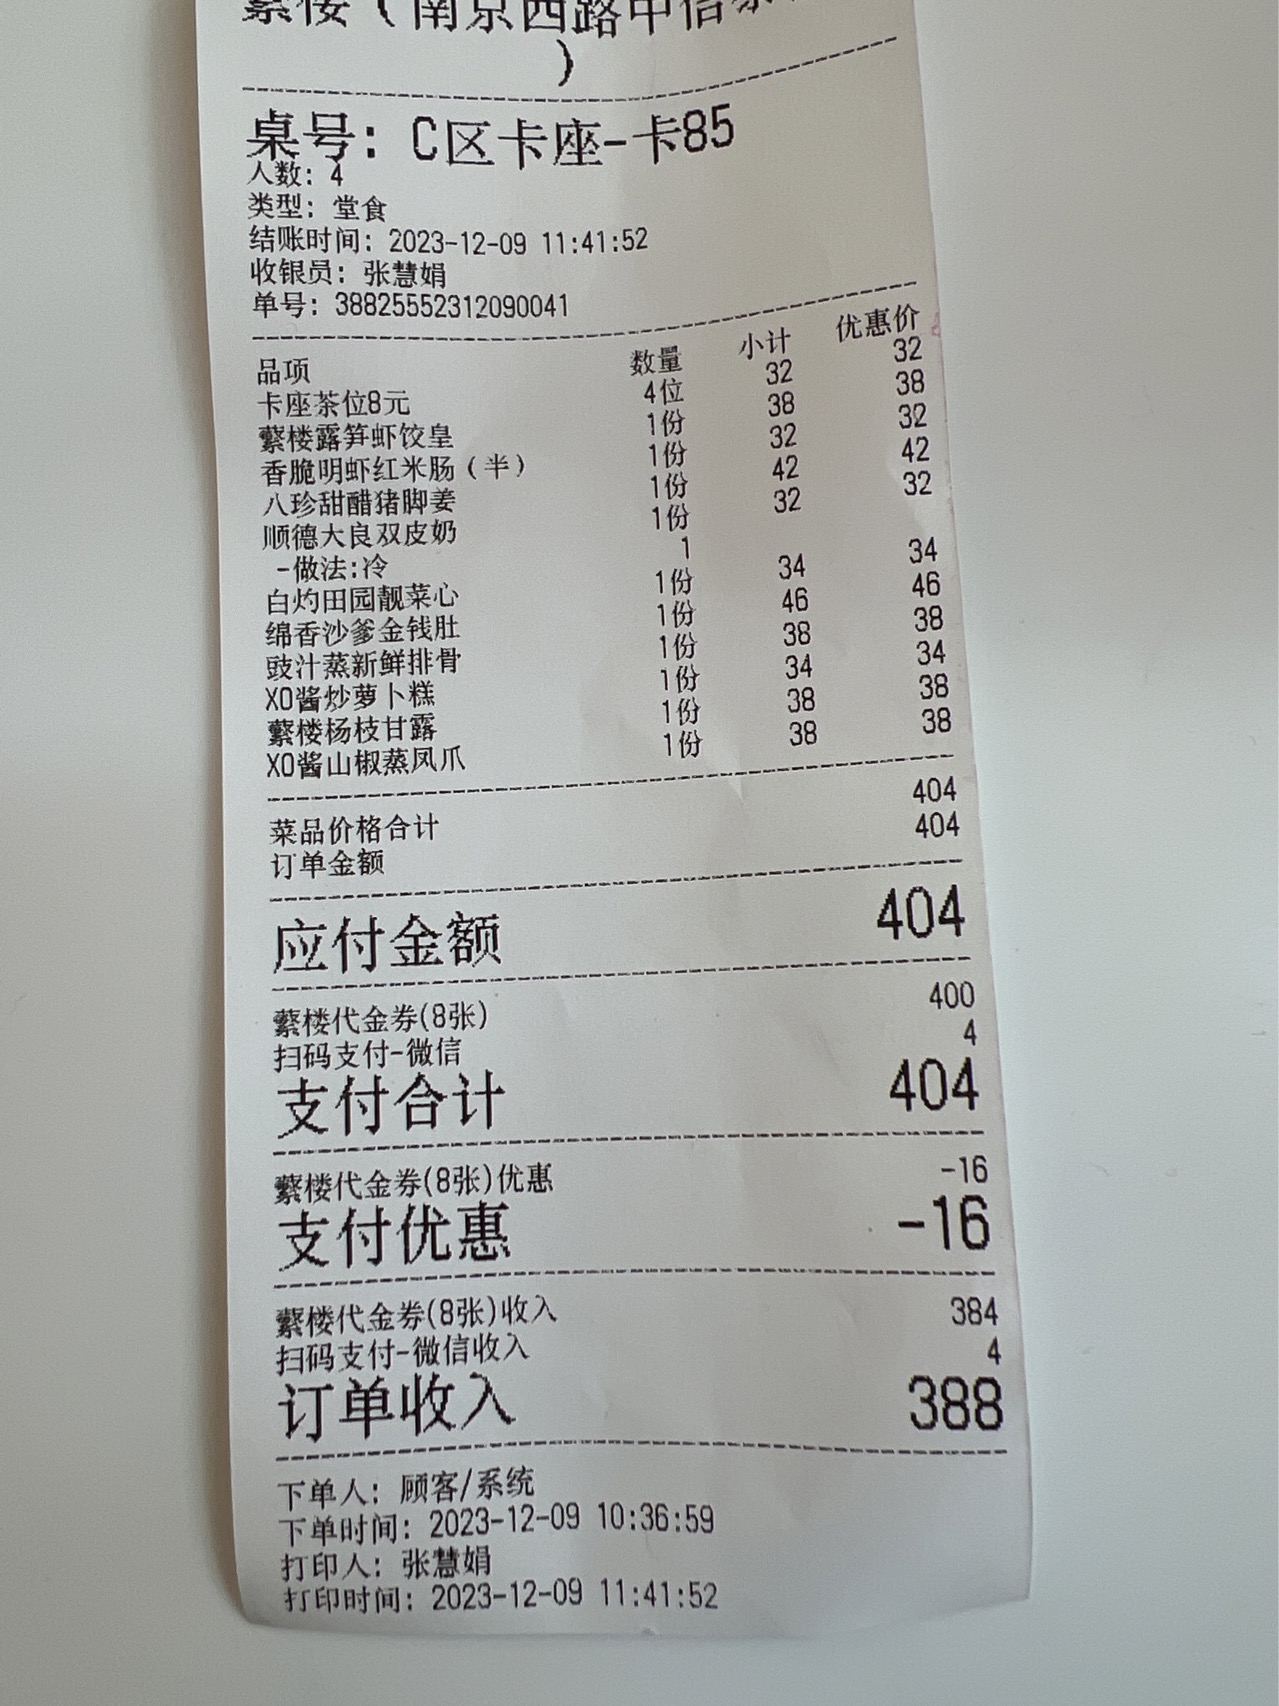 蘩楼（南京西路中信泰
）
桌号：C区卡座-卡85
人数：4
类型：堂食
结账时间：2023-12-09 11:41:52
收银员：张慧娟
单号：38825552312090041
品项 数量 小计 优惠价
卡座茶位8元 4位 32 32
蘩楼露笋虾饺皇 1份 38 38
香脆明虾红米肠（半） 1份 32 32
八珍甜醋猪脚姜 1份 42 42
顺德大良双皮奶 1份 32 32
-做法:冷 1
白灼田园靓菜心 1份 34 34
绵香沙爹金钱肚 1份 46 46
豉汁蒸新鲜排骨 1份 38 38
XO酱炒萝卜糕 1份 34 34
蘩楼杨枝甘露 1份 38 38
XO酱山椒蒸凤爪 1份 38 38
菜品价格合计 404
订单金额 404
应付金额 404
蘩楼代金券(8张) 400
扫码支付-微信 4
支付合计 404
蘩楼代金券(8张)优惠 -16
支付优惠 -16
蘩楼代金券(8张)收入 384
扫码支付-微信收入 4
订单收入 388
下单人：顾客/系统
下单时间：2023-12-09 10:36:59
打印人：张慧娟
打印时间：2023-12-09 11:41:52